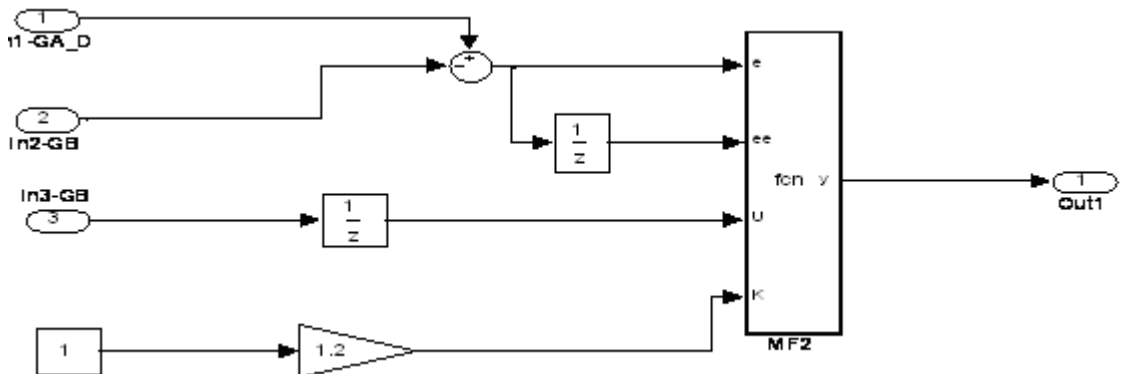 1
n1-GA_D
− +
e
2
In2-GB
1
z
ee
fcn y
1
Out1
In3-GB
3
1
z
U
K
1
1.2
MF2